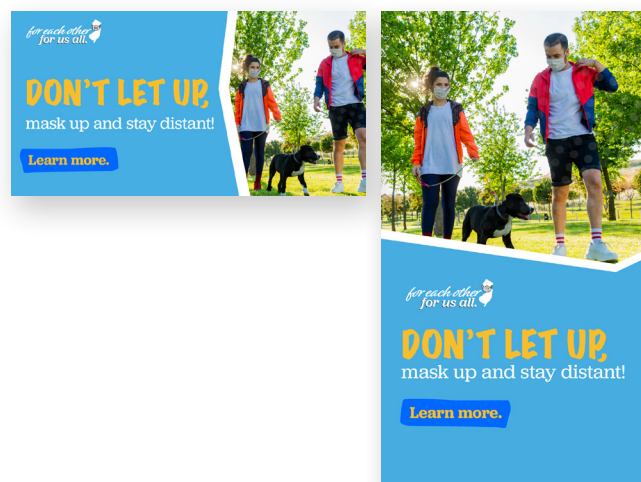 for each other
for us all.
DON'T LET UP,
mask up and stay distant!
Learn more.
for each other
for us all.
DON'T LET UP,
mask up and stay distant!
Learn more.